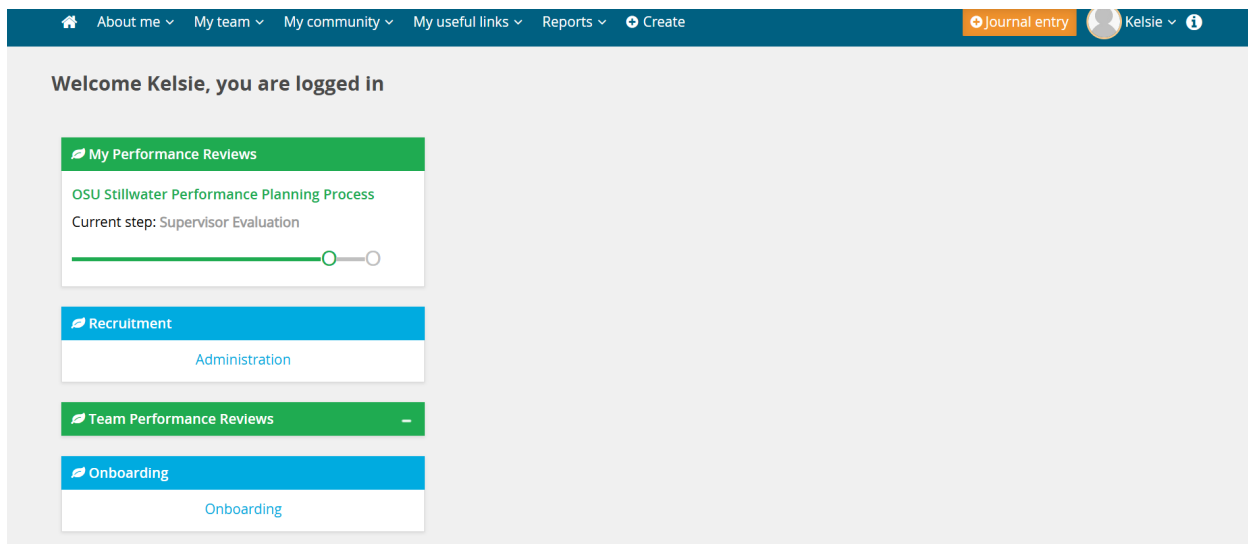 About me My team My community My useful links Reports Create Journal entry Kelsie
Welcome Kelsie, you are logged in
My Performance Reviews
OSU Stillwater Performance Planning Process
Current step: Supervisor Evaluation
Recruitment
Administration
Team Performance Reviews
Onboarding
Onboarding